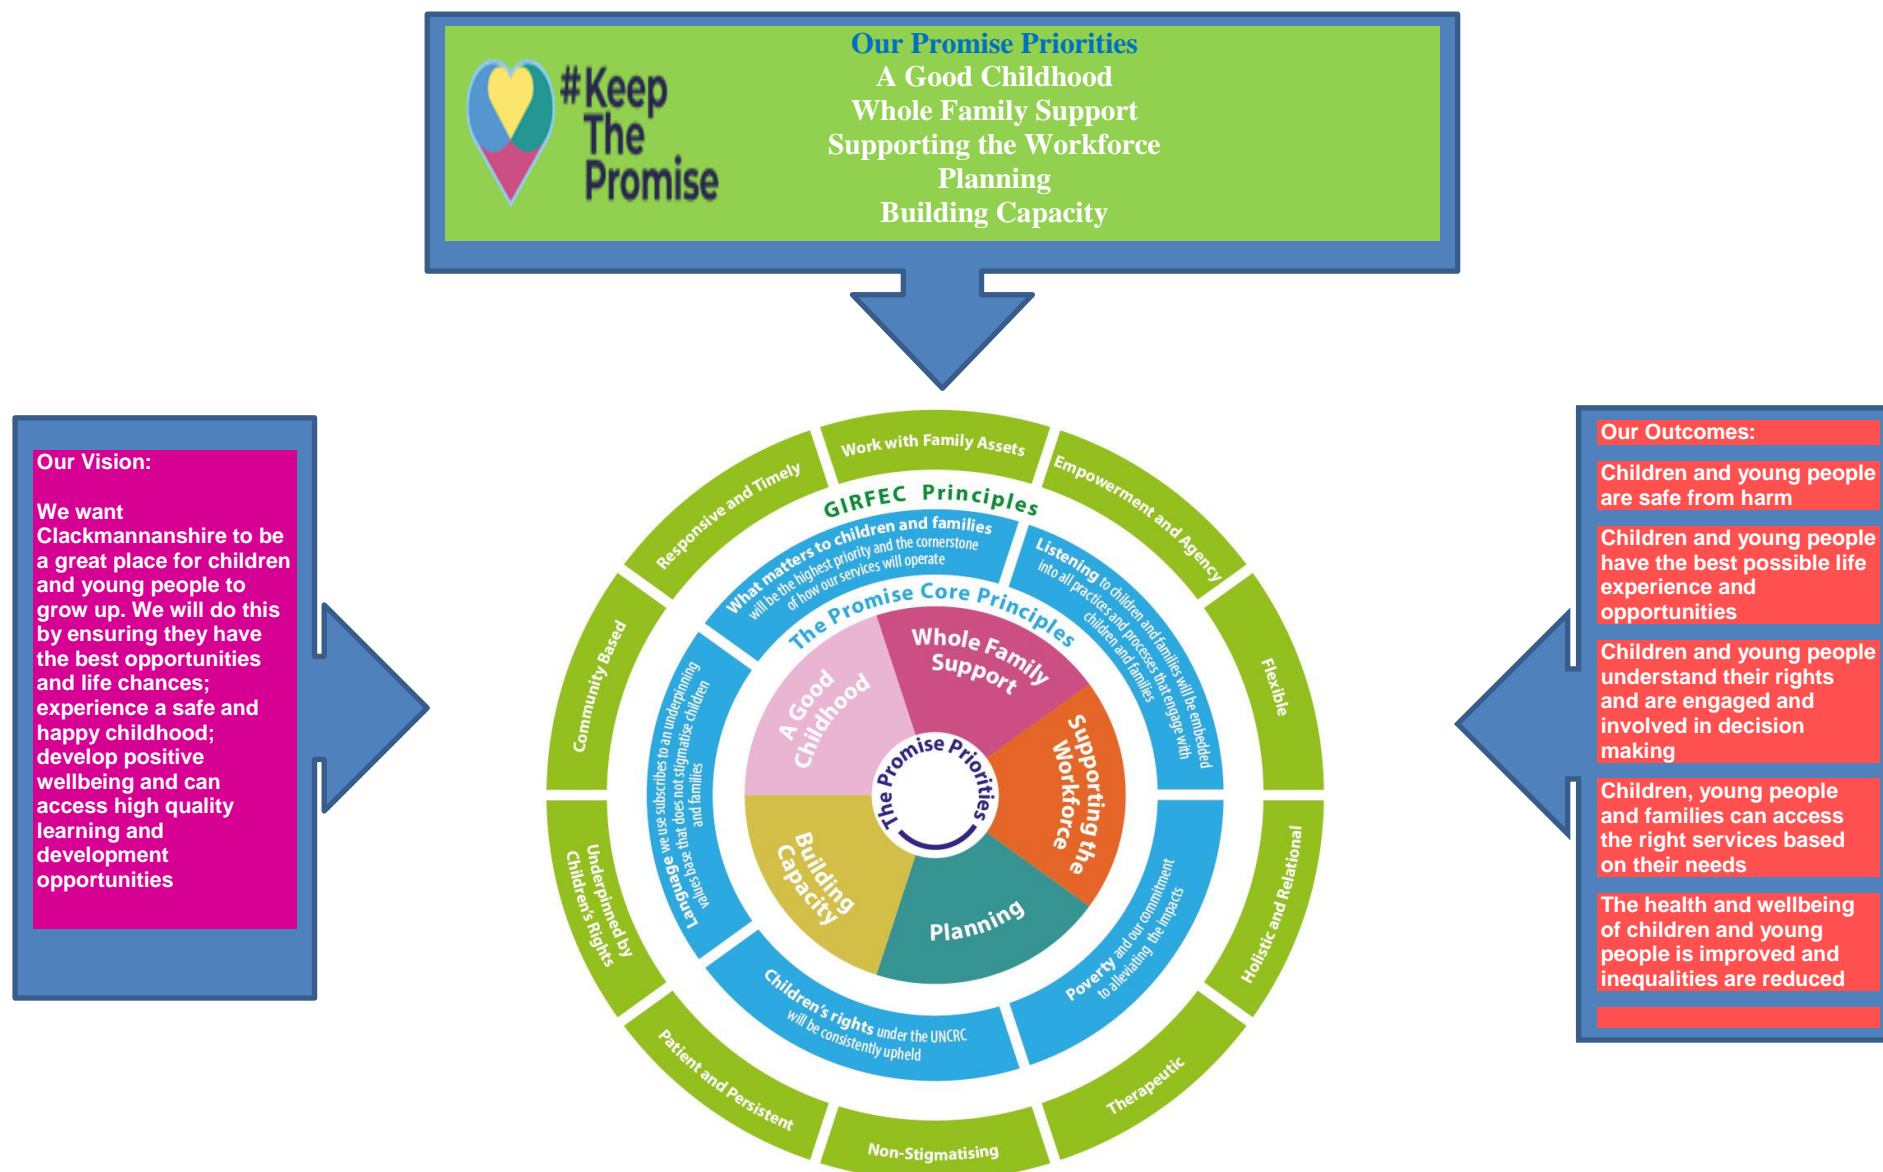 #Keep
The
Promise
Our Promise Priorities
A Good Childhood
Whole Family Support
Supporting the Workforce
Planning
Building Capacity
Our Vision:
We want
Clackmannanshire to be
a great place for children
and young people to
grow up. We will do this
by ensuring they have
the best opportunities
and life chances;
experience a safe and
happy childhood;
develop positive
wellbeing and can
access high quality
learning and
development
opportunities
Work with Family Assets
Empowerment and Agency
Flexible
Holistic and Relational
Therapeutic
Non-Stigmatising
Patient and Persistent
Underpinned by
Children's Rights
Community Based
Responsive and Timely
GIRFEC Principles
What matters to children and families
will be the highest priority and the cornerstone
of how our services will operate
Listening to children and families will be embedded
into all practices and processes that engage with
children and families
Poverty and our commitment
to alleviating the impacts
Children's rights under the UNCRC
will be consistently upheld
Language we use subscribes to an underpinning
values base that does not stigmatise children
and families
The Promise Core Principles
Whole Family
Support
Supporting the
Workforce
Planning
Building
Capacity
A Good
Childhood
The Promise Priorities
Our Outcomes:
Children and young people
are safe from harm
Children and young people
have the best possible life
experience and
opportunities
Children and young people
understand their rights
and are engaged and
involved in decision
making
Children, young people
and families can access
the right services based
on their needs
The health and wellbeing
of children and young
people is improved and
inequalities are reduced